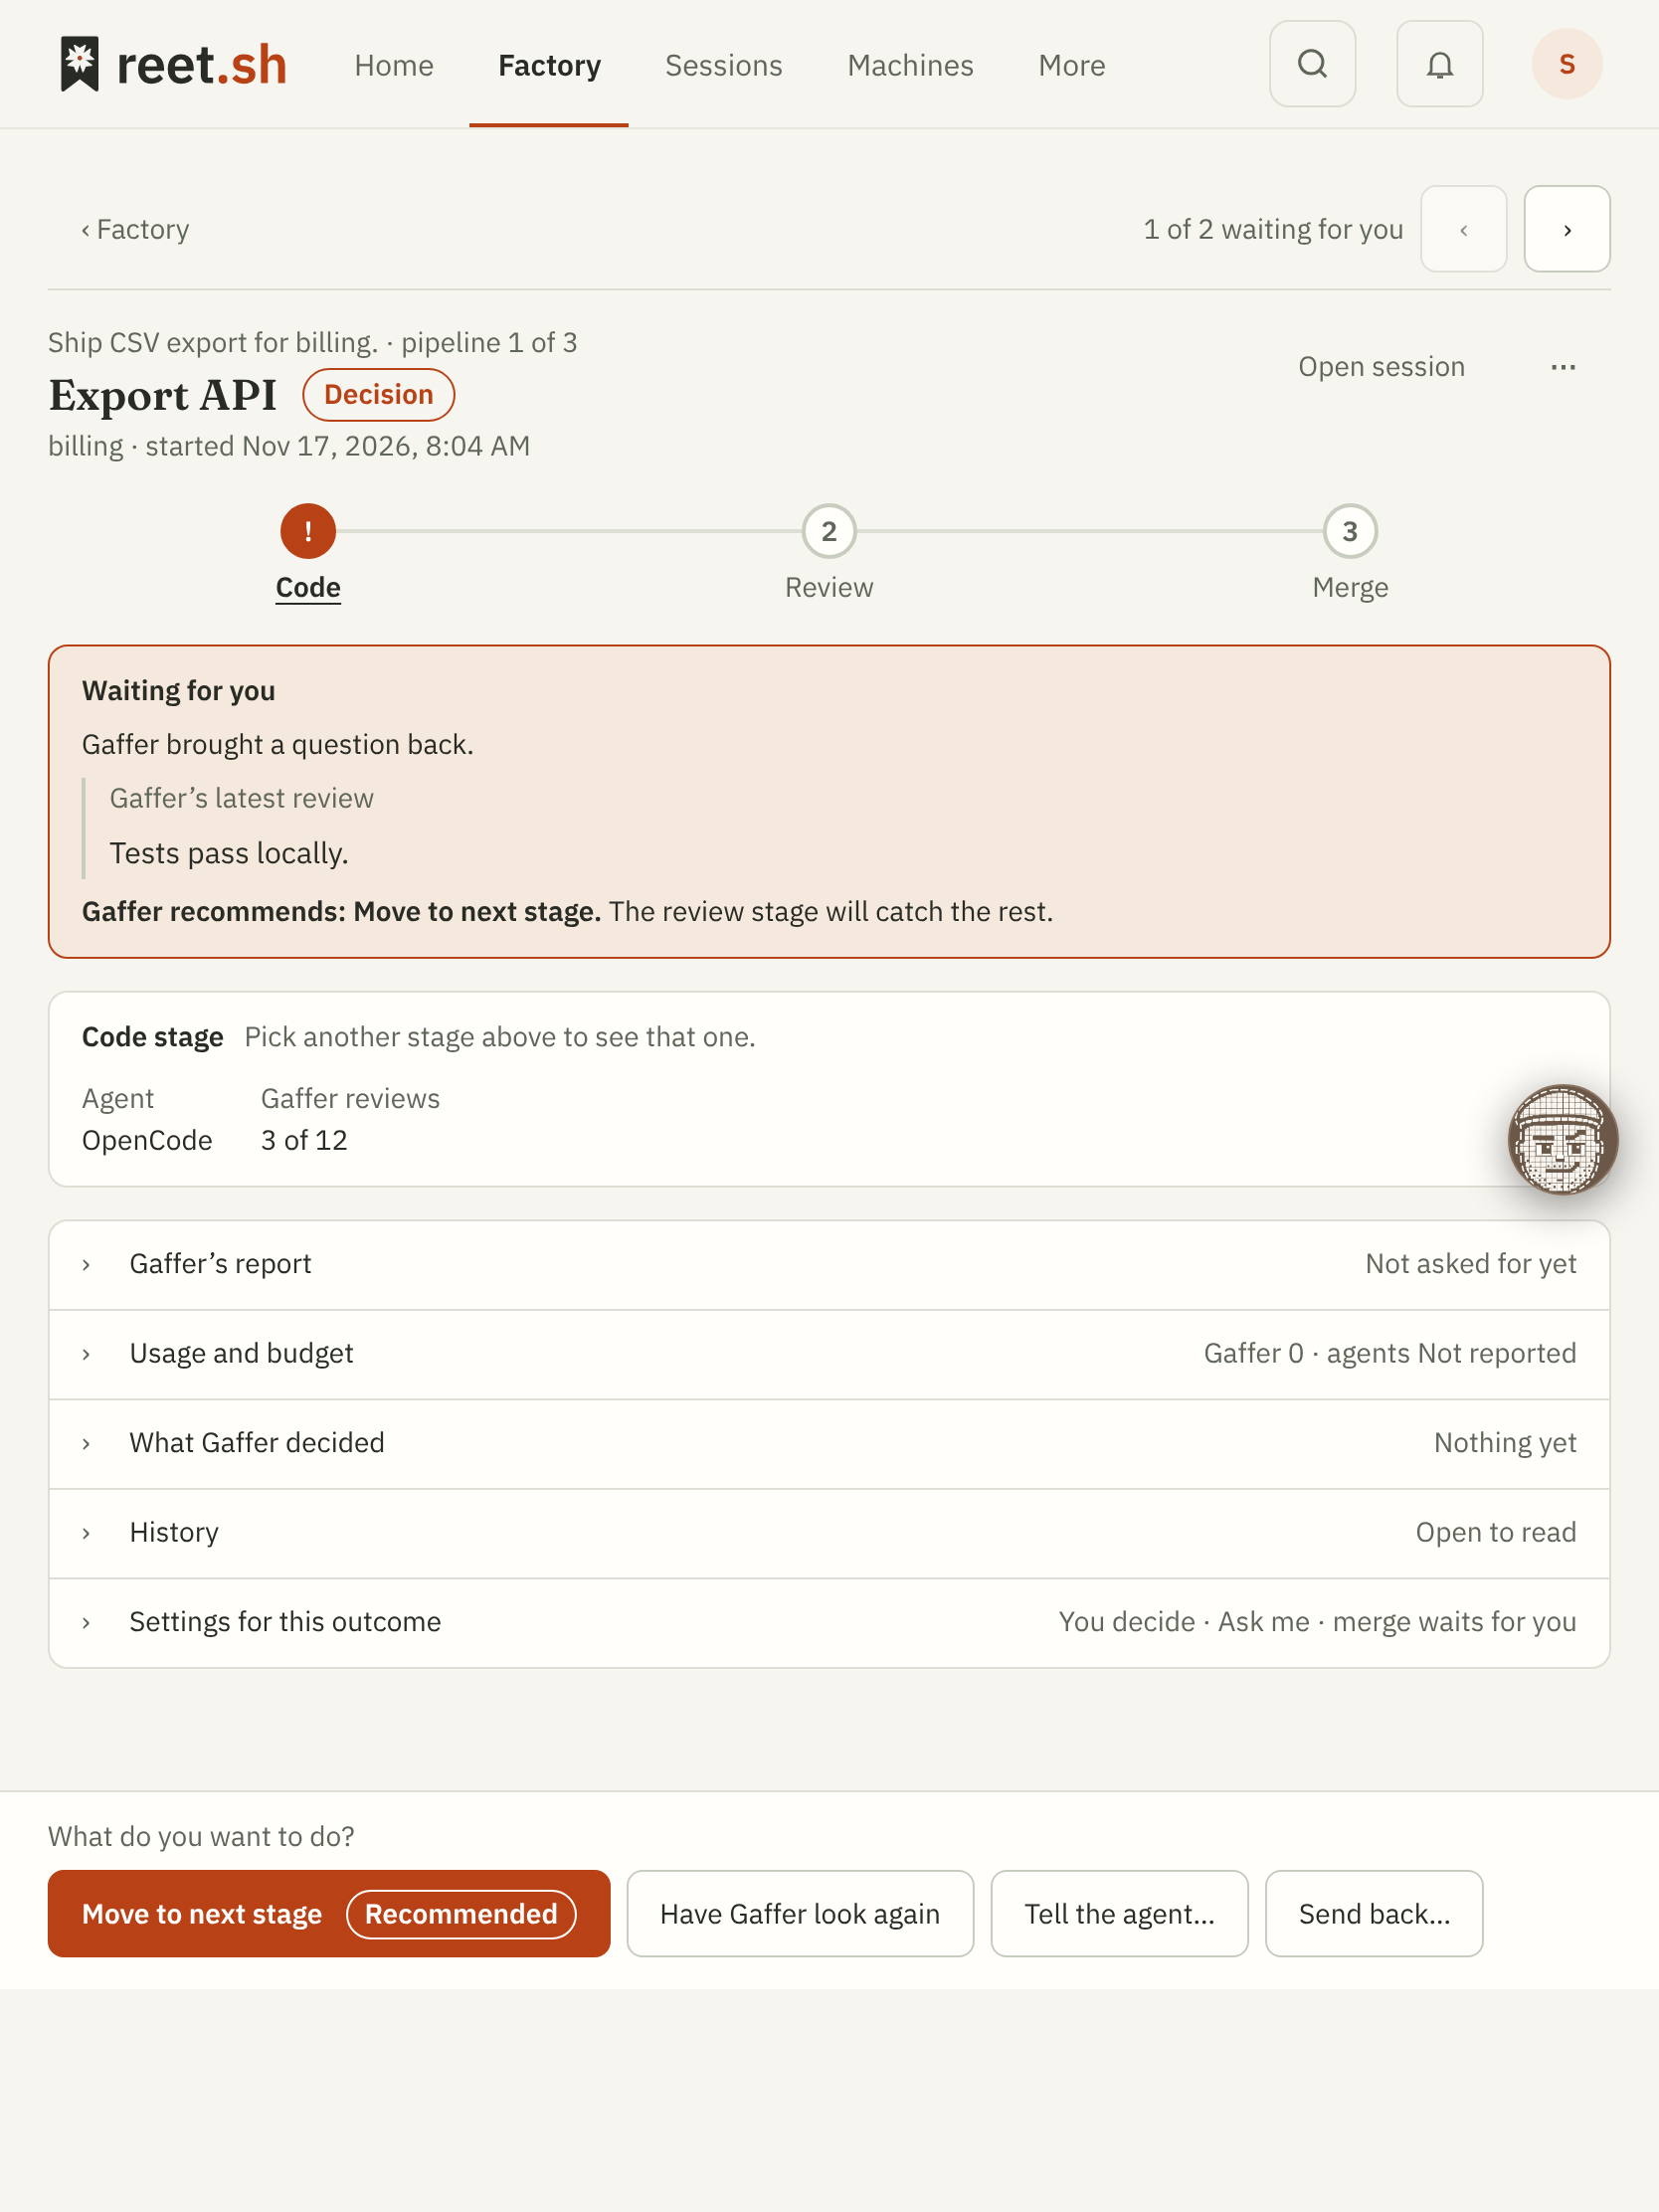 reet.sh Home Factory Sessions Machines More S
‹ Factory 1 of 2 waiting for you ‹ ›
Ship CSV export for billing. · pipeline 1 of 3
Open session ...
Export API Decision
billing · started Nov 17, 2026, 8:04 AM
! 2 3
Code Review Merge
Waiting for you
Gaffer brought a question back.
Gaffer’s latest review
Tests pass locally.
Gaffer recommends: Move to next stage. The review stage will catch the rest.
Code stage Pick another stage above to see that one.
Agent Gaffer reviews
OpenCode 3 of 12
› Gaffer’s report Not asked for yet
› Usage and budget Gaffer 0 · agents Not reported
› What Gaffer decided Nothing yet
› History Open to read
› Settings for this outcome You decide · Ask me · merge waits for you
What do you want to do?
Move to next stage Recommended Have Gaffer look again Tell the agent... Send back...